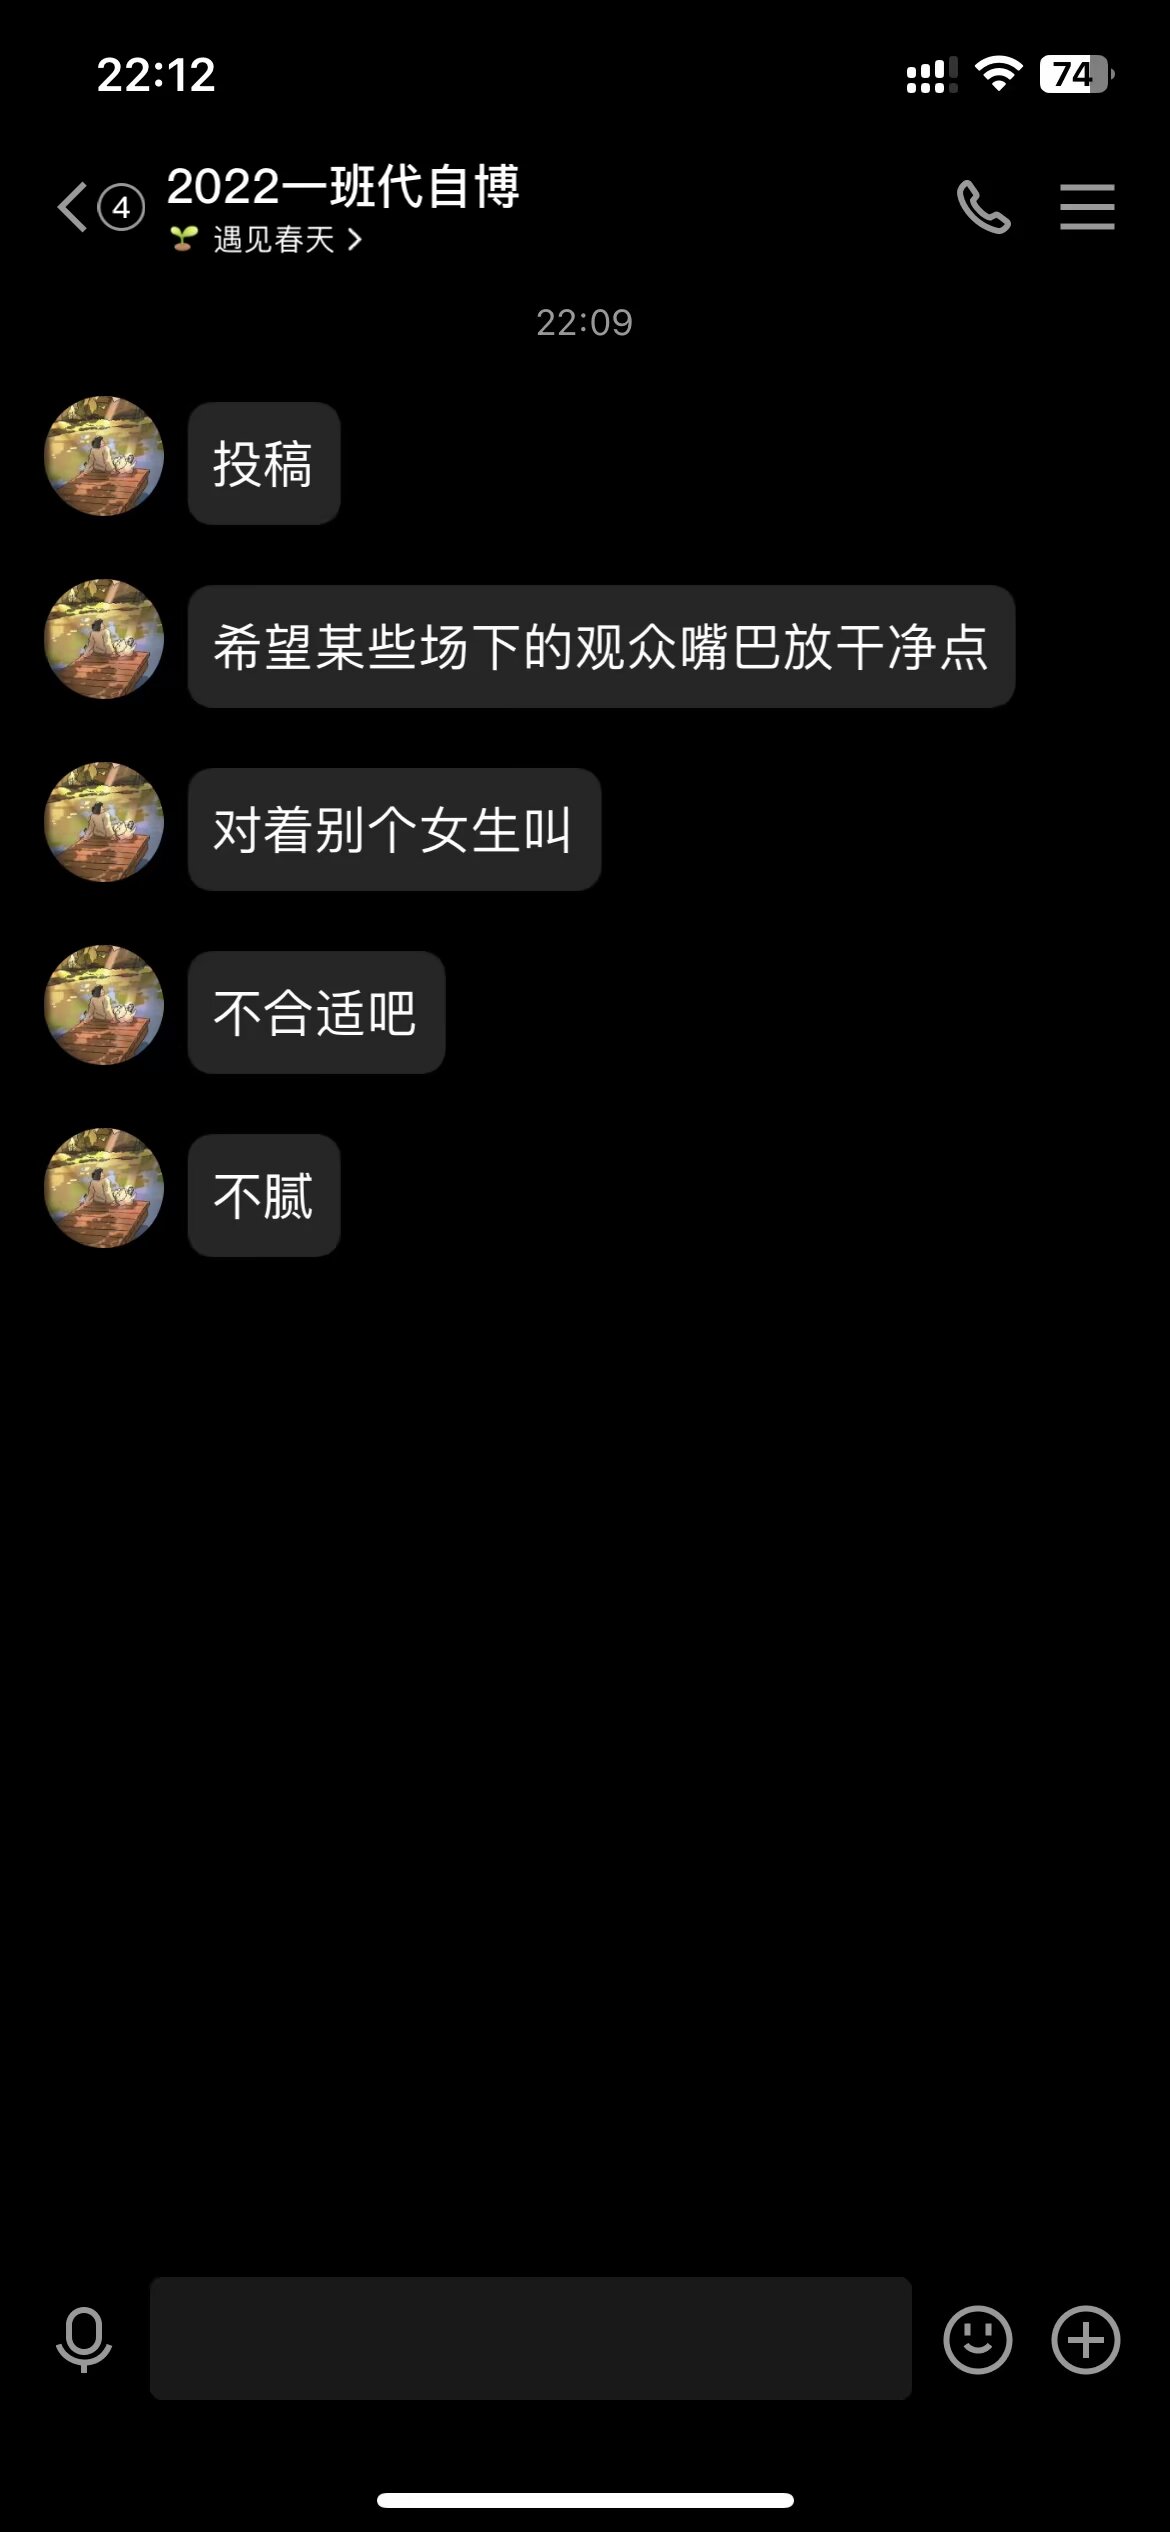 22:12
74
4
2022一班代自博
遇见春天
22:09
投稿
希望某些场下的观众嘴巴放干净点
对着别个女生叫
不合适吧
不腻